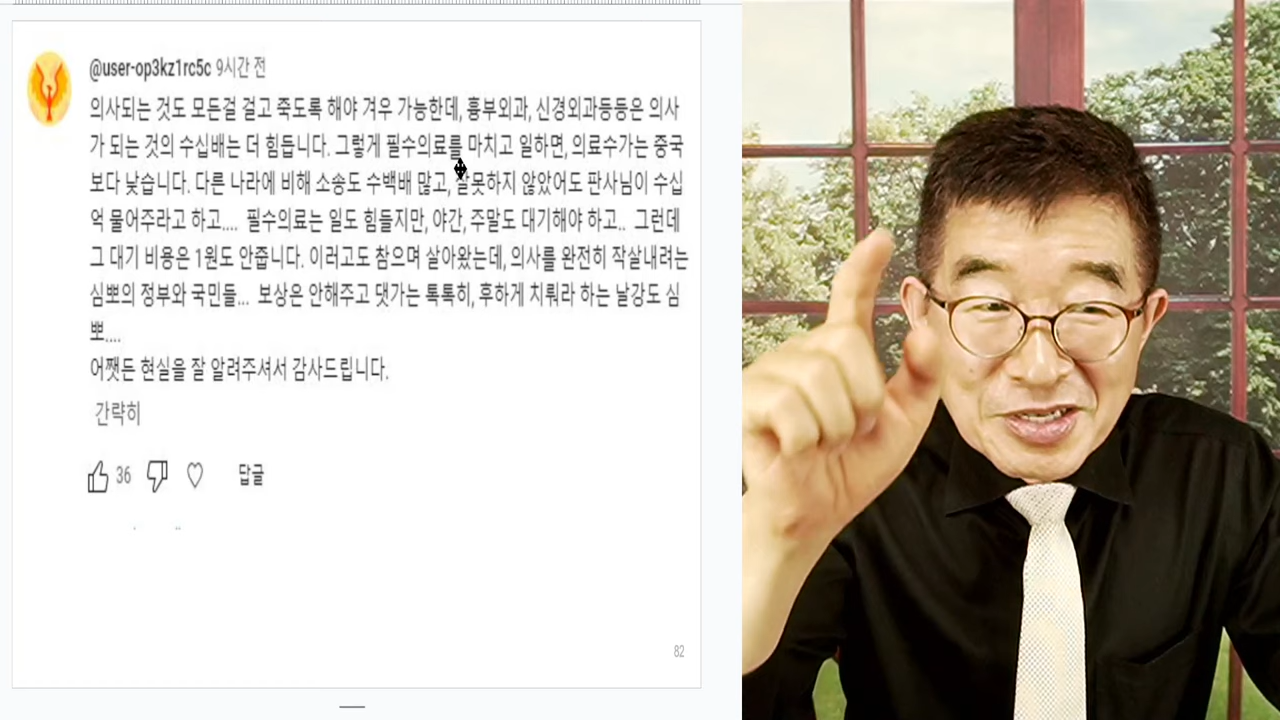 @user-op3kz1rc5c 9시간 전
의사되는 것도 모든걸 걸고 죽도록 해야 겨우 가능한데, 흉부외과, 신경외과등등은 의사
가 되는 것의 수십배는 더 힘듭니다. 그렇게 필수의료를 마치고 일하면, 의료수가는 중국
보다 낮습니다. 다른 나라에 비해 소송도 수백배 많고, 잘못하지 않았어도 판사님이 수십
억 물어주라고 하고.... 필수의료는 일도 힘들지만, 야간, 주말도 대기해야 하고.. 그런데
그 대기 비용은 1원도 안줍니다. 이러고도 참으며 살아왔는데, 의사를 완전히 작살내려는
심뽀의 정부와 국민들... 보상은 안해주고 댓가는 톡톡히, 후하게 치뤄라 하는 날강도 심
뽀....
어쨋든 현실을 잘 알려주셔서 감사드립니다.
간략히
36 답글
82